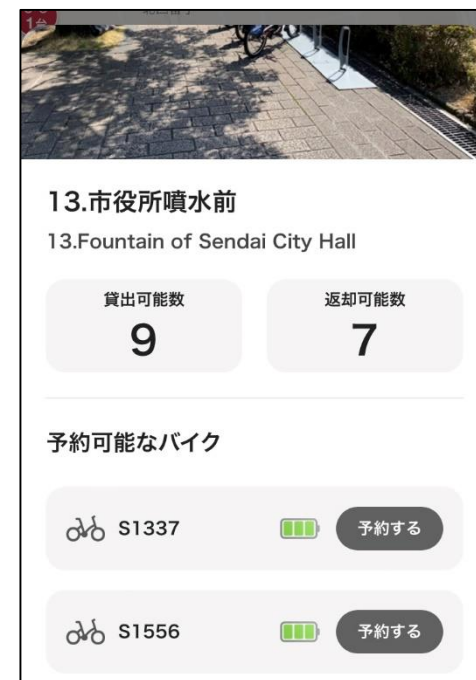 1台
13.市役所噴水前
13.Fountain of Sendai City Hall
貸出可能数
返却可能数
9
7
予約可能なバイク
S1337
予約する
S1556
予約する